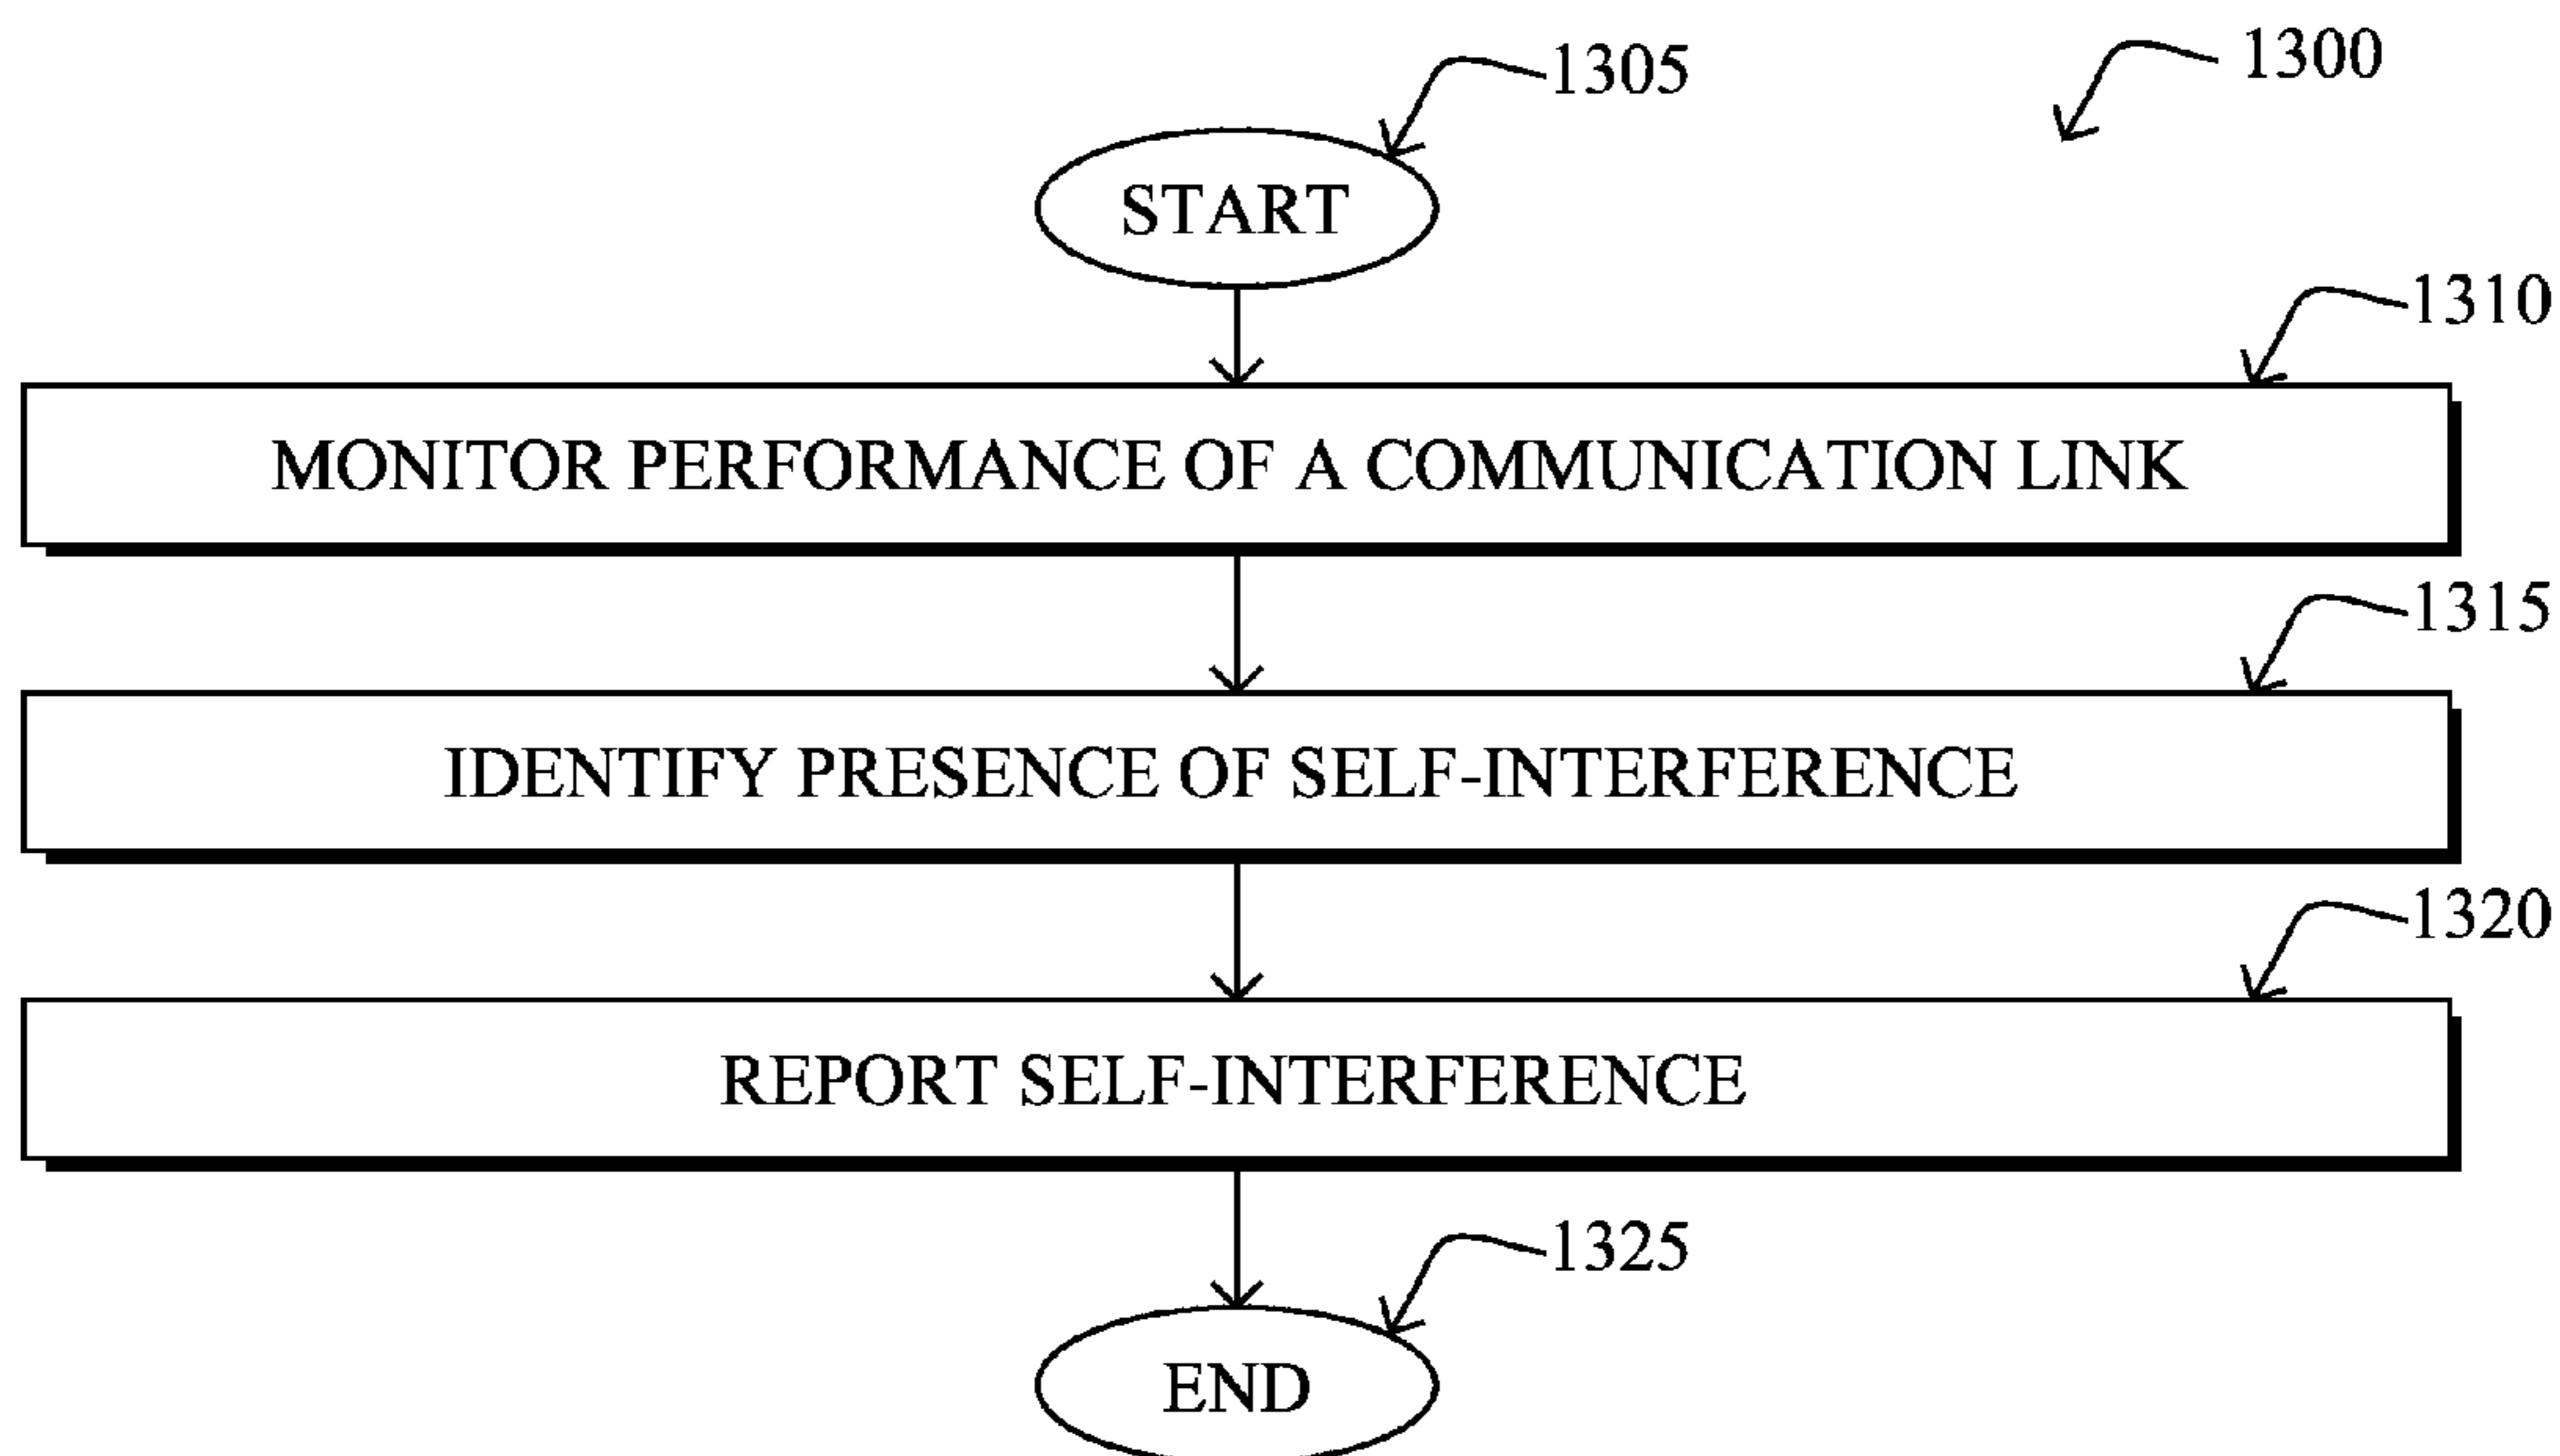 1300
1305
START
1310
MONITOR PERFORMANCE OF A COMMUNICATION LINK
1315
IDENTIFY PRESENCE OF SELF-INTERFERENCE
1320
REPORT SELF-INTERFERENCE
1325
END